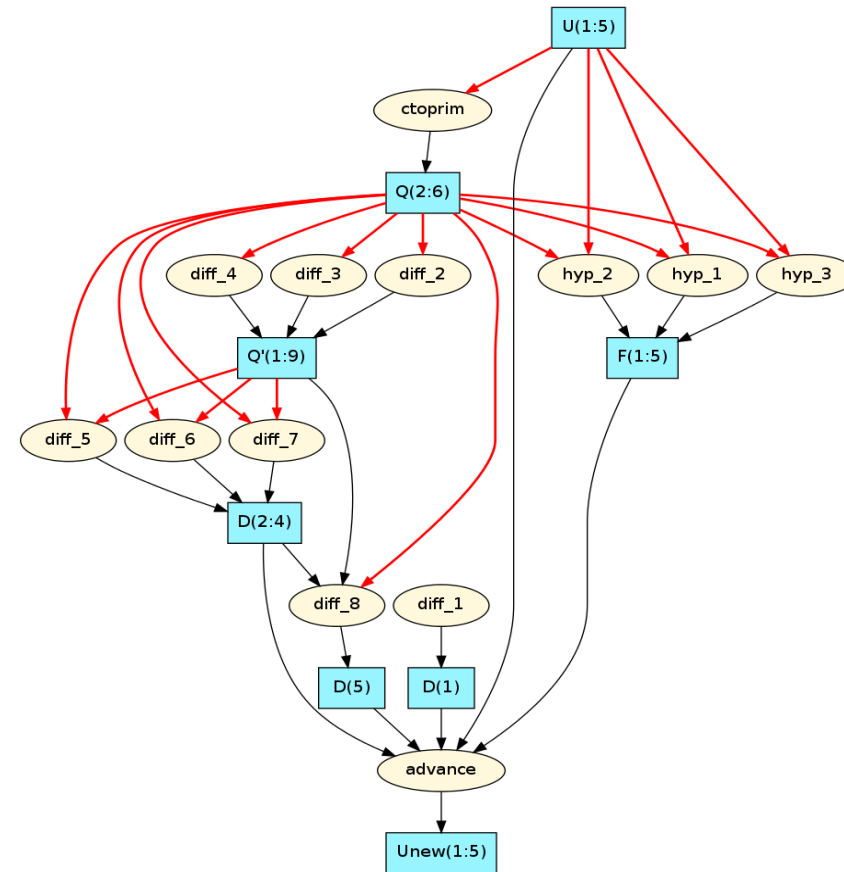 U(1:5)
ctoprim
Q(2:6)
diff_4
diff_3
diff_2
hyp_2
hyp_1
hyp_3
Q'(1:9)
F(1:5)
diff_5
diff_6
diff_7
D(2:4)
diff_8
diff_1
D(5)
D(1)
advance
Unew(1:5)